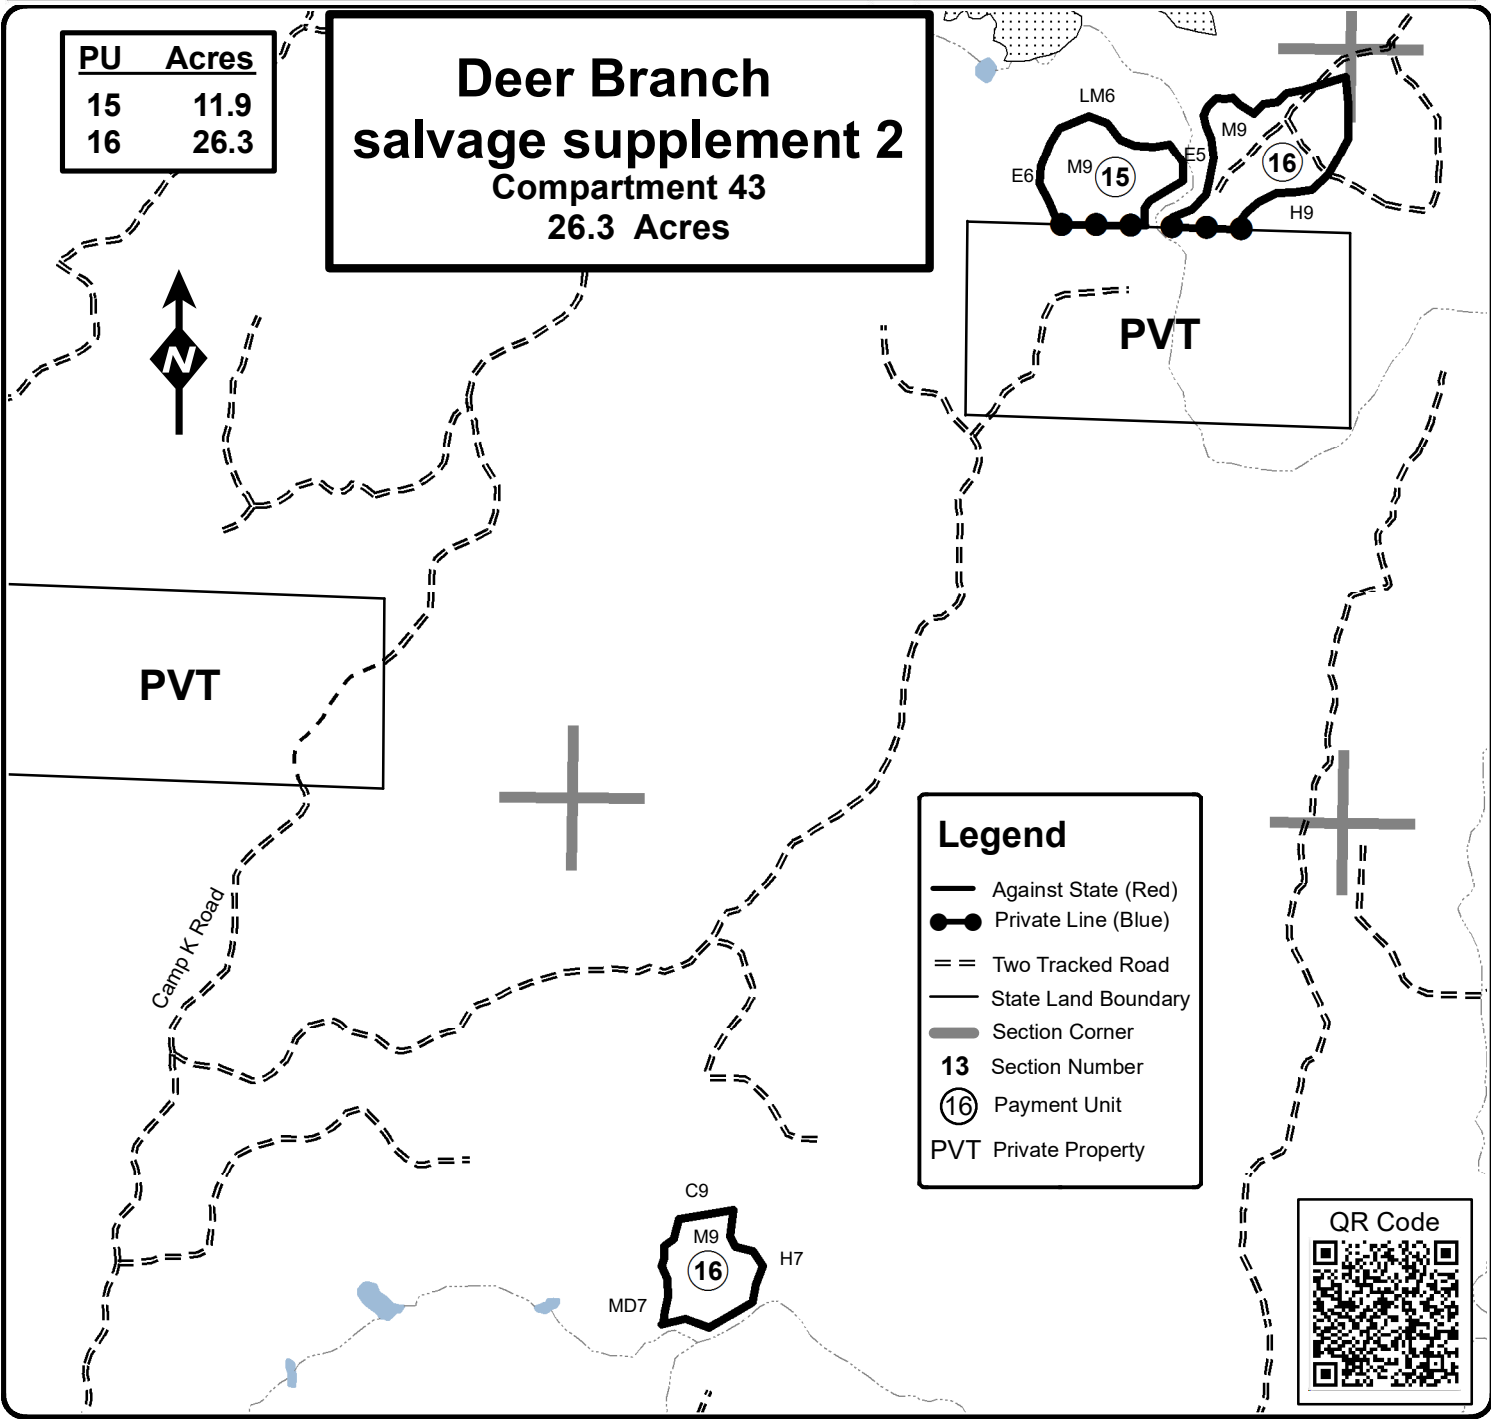 PU Acres
15 11.9
16 26.3
Deer Branch
salvage supplement 2
Compartment 43
26.3 Acres
LM6
M9
E5
E6
M9
15
16
H9
N
PVT
PVT
Camp K Road
Legend
Against State (Red)
Private Line (Blue)
Two Tracked Road
State Land Boundary
Section Corner
13 Section Number
16 Payment Unit
PVT Private Property
C9
M9
16
H7
MD7
QR Code